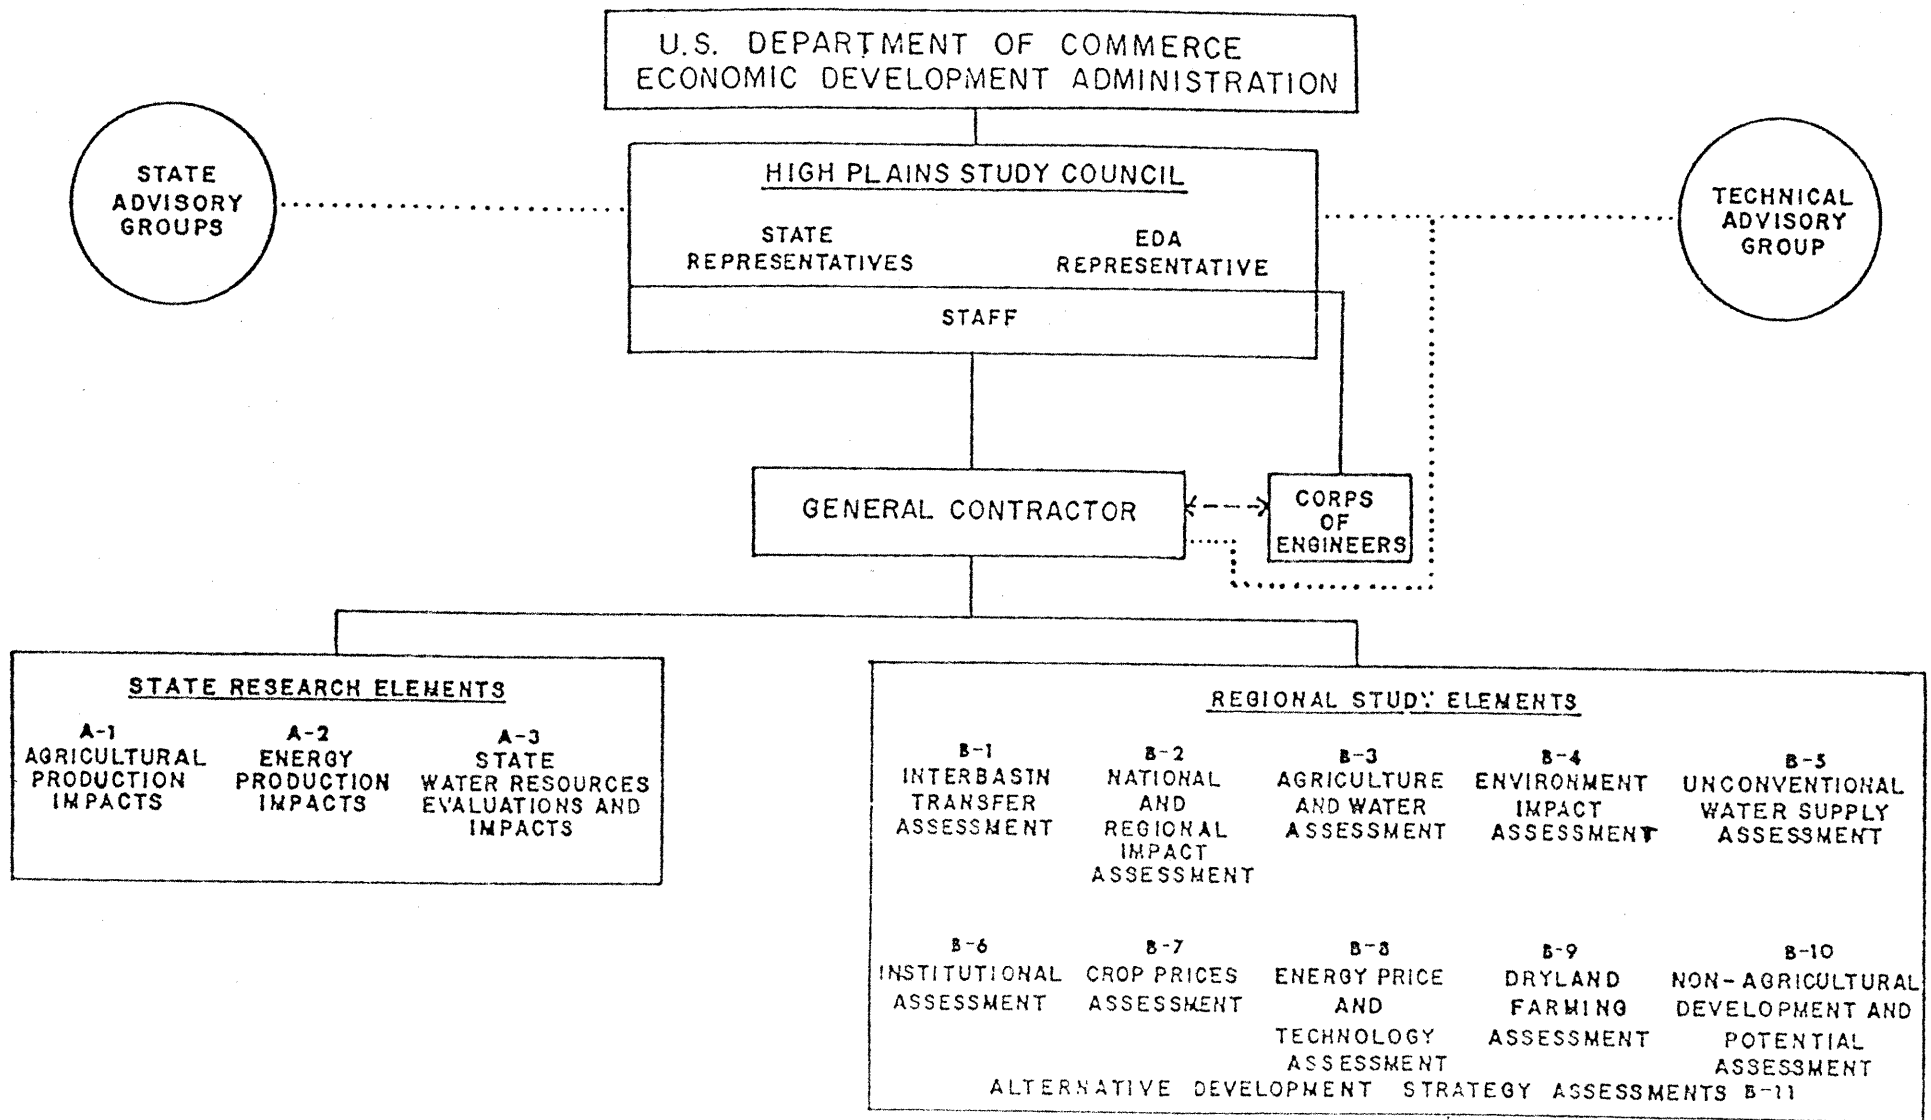 U.S. DEPARTMENT OF COMMERCE
ECONOMIC DEVELOPMENT ADMINISTRATION
STATE
ADVISORY
GROUPS
HIGH PLAINS STUDY COUNCIL
STATE
REPRESENTATIVES
EDA
REPRESENTATIVE
STAFF
TECHNICAL
ADVISORY
GROUP
GENERAL CONTRACTOR
CORPS
OF
ENGINEERS
STATE RESEARCH ELEMENTS
A-1
AGRICULTURAL
PRODUCTION
IMPACTS
A-2
ENERGY
PRODUCTION
IMPACTS
A-3
STATE
WATER RESOURCES
EVALUATIONS AND
IMPACTS
REGIONAL STUDY ELEMENTS
B-1
INTERBASIN
TRANSFER
ASSESSMENT
B-2
NATIONAL
AND
REGIONAL
IMPACT
ASSESSMENT
B-3
AGRICULTURE
AND WATER
ASSESSMENT
B-4
ENVIRONMENT
IMPACT
ASSESSMENT
B-5
UNCONVENTIONAL
WATER SUPPLY
ASSESSMENT
B-6
INSTITUTIONAL
ASSESSMENT
B-7
CROP PRICES
ASSESSMENT
B-8
ENERGY PRICE
AND
TECHNOLOGY
ASSESSMENT
B-9
DRYLAND
FARMING
ASSESSMENT
B-10
NON-AGRICULTURAL
DEVELOPMENT AND
POTENTIAL
ASSESSMENT
ALTERNATIVE DEVELOPMENT STRATEGY ASSESSMENTS B-11